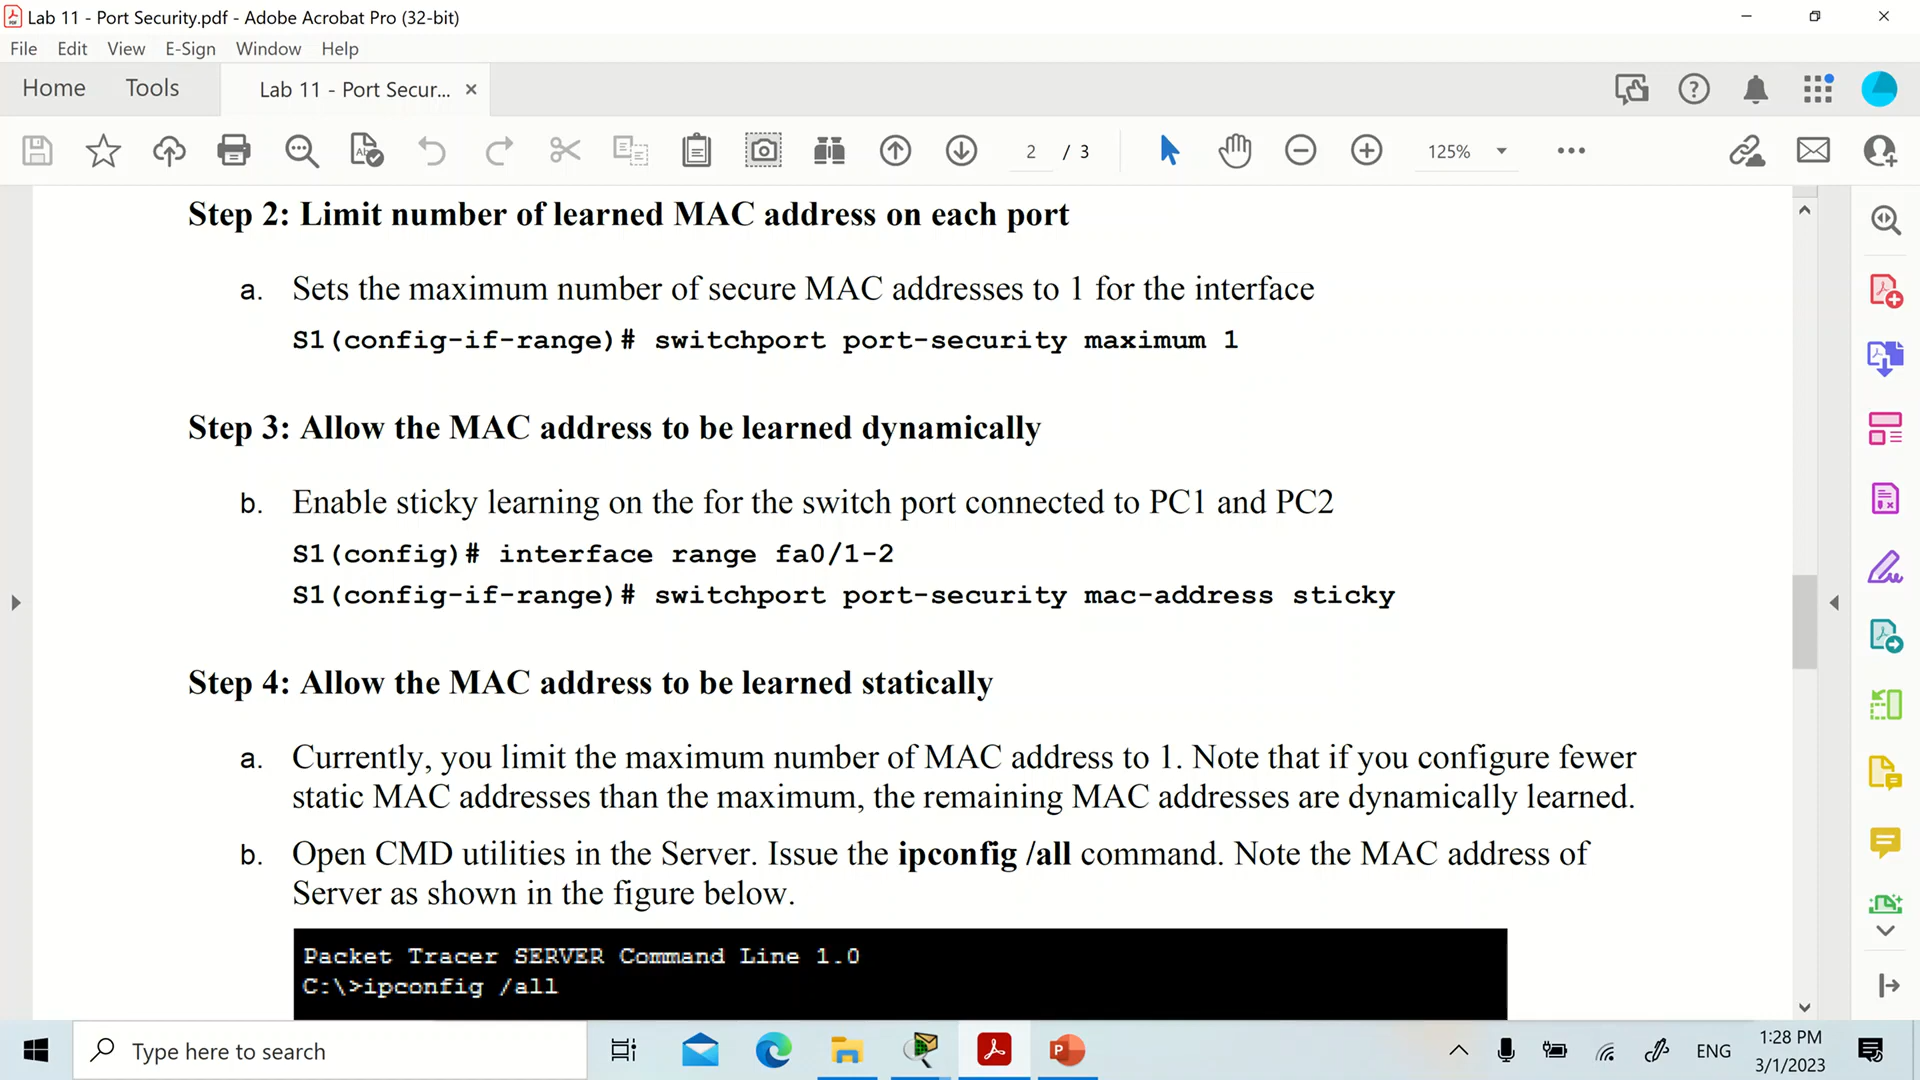 Lab 11 - Port Security.pdf - Adobe Acrobat Pro (32-bit)
File Edit View E-Sign Window Help
Home Tools Lab 11 - Port Secur... ×
2 / 3 125%
Step 2: Limit number of learned MAC address on each port
a. Sets the maximum number of secure MAC addresses to 1 for the interface
S1(config-if-range)# switchport port-security maximum 1
Step 3: Allow the MAC address to be learned dynamically
b. Enable sticky learning on the for the switch port connected to PC1 and PC2
S1(config)# interface range fa0/1-2
S1(config-if-range)# switchport port-security mac-address sticky
Step 4: Allow the MAC address to be learned statically
a. Currently, you limit the maximum number of MAC address to 1. Note that if you configure fewer
static MAC addresses than the maximum, the remaining MAC addresses are dynamically learned.
b. Open CMD utilities in the Server. Issue the ipconfig /all command. Note the MAC address of
Server as shown in the figure below.
Packet Tracer SERVER Command Line 1.0
C:\>ipconfig /all
Type here to search
ENG
1:28 PM
3/1/2023